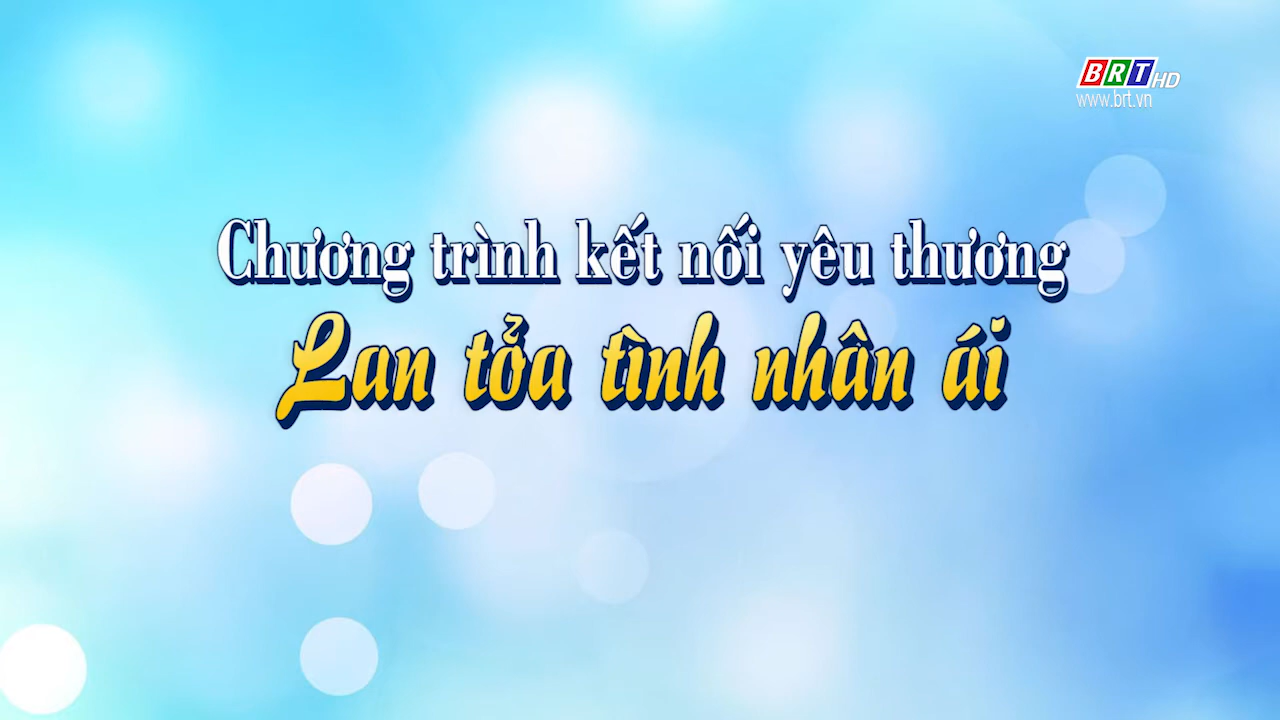 BRT HD
www.brt.vn
Chương trình kết nối yêu thương
Lan tỏa tình nhân ái